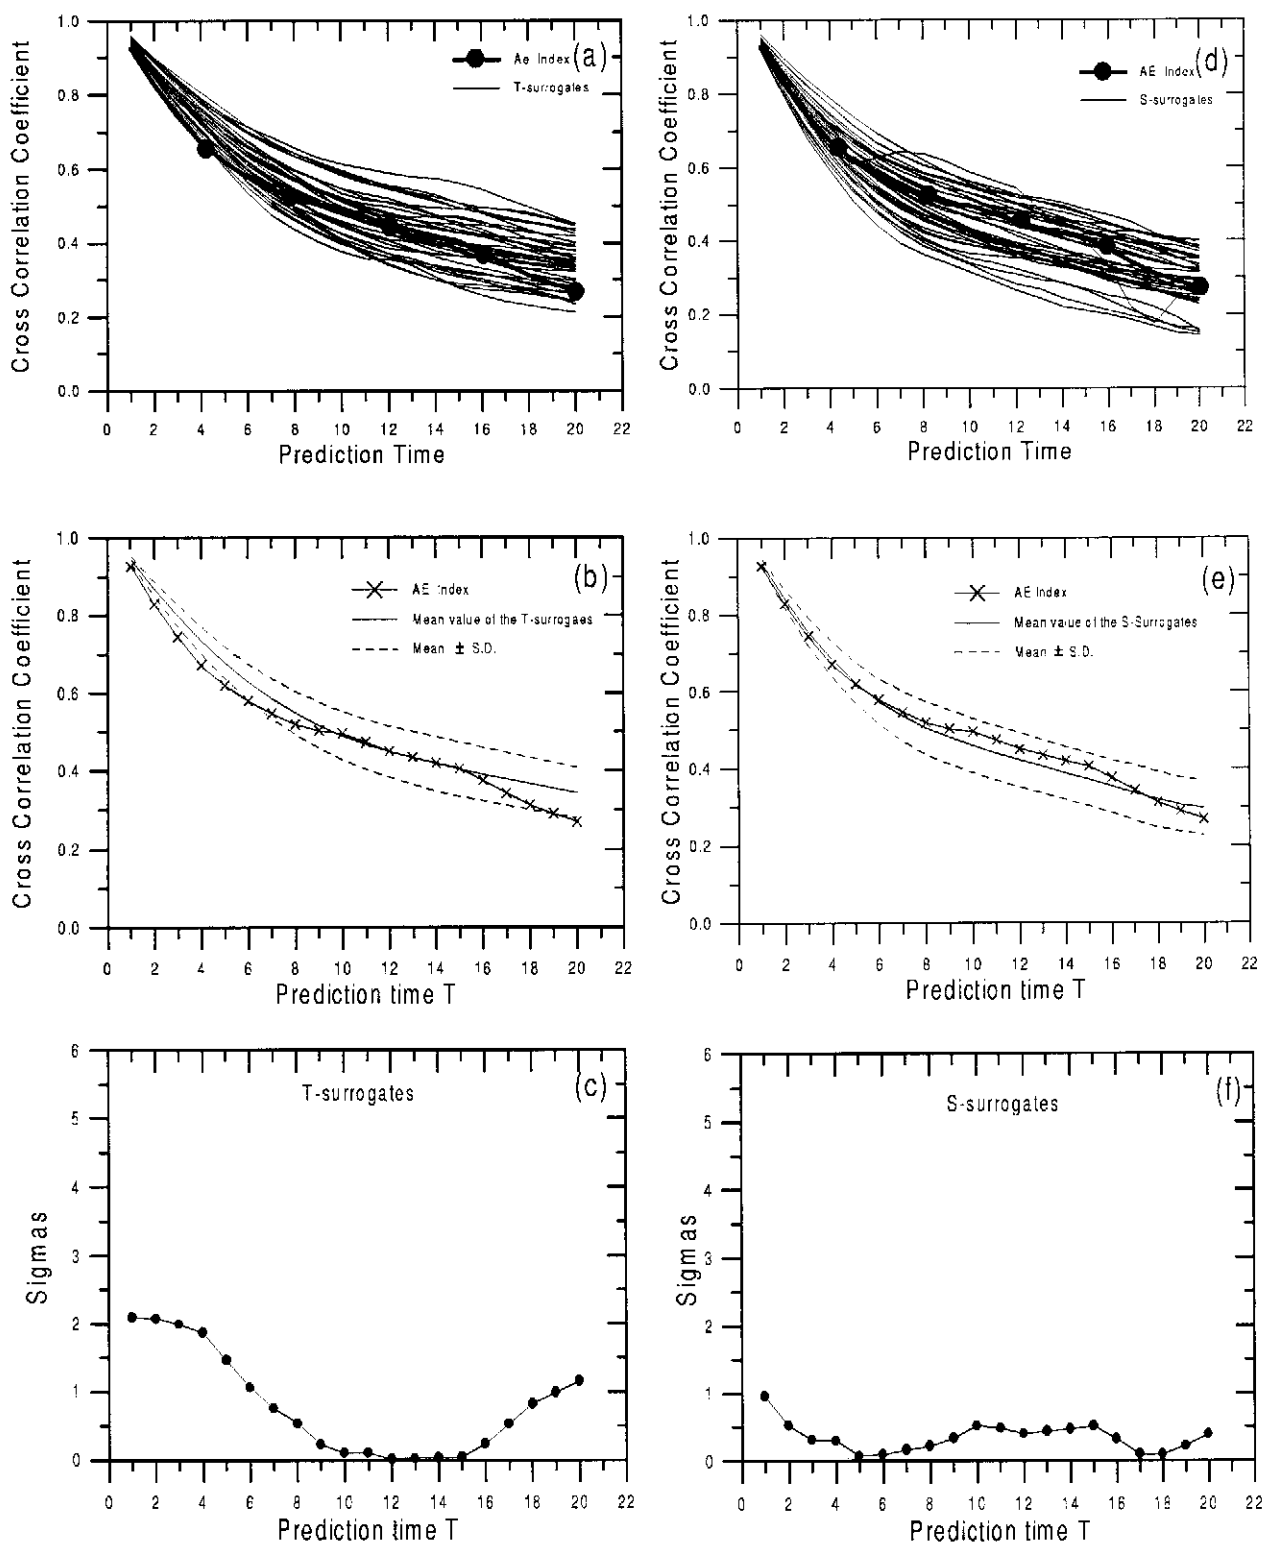 Cross Correlation Coefficient
1.0
0.8
0.6
0.4
0.2
0.0
Ae Index
T-surrogates
(a)
0 2 4 6 8 10 12 14 16 18 20 22
Prediction Time
Cross Correlation Coefficient
1.0
0.8
0.6
0.4
0.2
0.0
AE Index
S-surrogates
(d)
0 2 4 6 8 10 12 14 16 18 20 22
Prediction Time
Cross Correlation Coefficient
1.0
0.8
0.6
0.4
0.2
0.0
(b)
AE Index
Mean value of the T-surrogaes
Mean ± S.D.
0 2 4 6 8 10 12 14 16 18 20 22
Prediction time T
Cross Correlation Coefficient
1.0
0.8
0.6
0.4
0.2
0.0
(e)
AE Index
Mean value of the S-Surrogates
Mean ± S.D.
0 2 4 6 8 10 12 14 16 18 20 22
Prediction time T
Sigmas
6
5
4
3
2
1
0
T-surrogates
(c)
0 2 4 6 8 10 12 14 16 18 20 22
Prediction time T
Sigmas
6
5
4
3
2
1
0
S-surrogates
(f)
0 2 4 6 8 10 12 14 16 18 20 22
Prediction time T